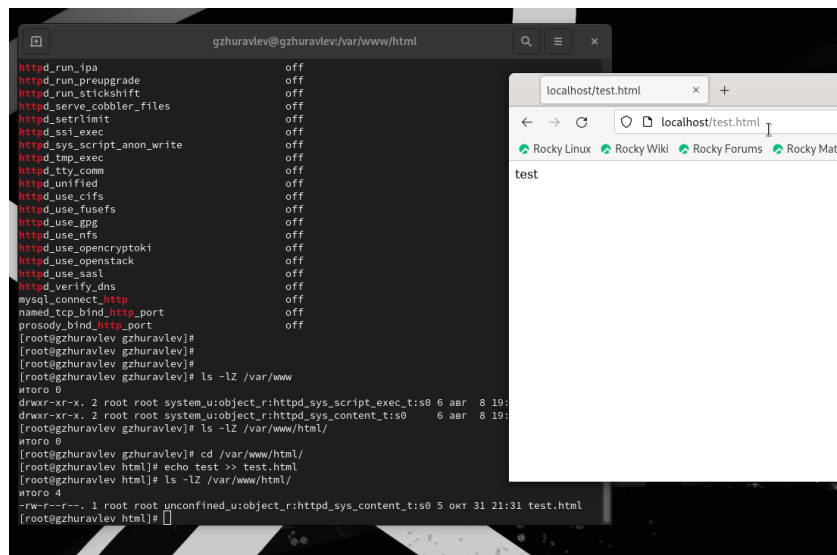 gzhuravlev@gzhuravlev:/var/www/html
httpd_run_ipa off
httpd_run_preupgrade off
httpd_run_stickshift off
httpd_serve_cobbler_files off
httpd_setrlimit off
httpd_ssi_exec off
httpd_sys_script_anon_write off
httpd_tmp_exec off
httpd_tty_comm off
httpd_unified off
httpd_use_cifs off
httpd_use_fusefs off
httpd_use_gpg off
httpd_use_nfs off
httpd_use_opencryptoki off
httpd_use_openstack off
httpd_use_sasl off
httpd_verify_dns off
mysql_connect_http off
named_tcp_bind_http_port off
prosody_bind_http_port off
[root@gzhuravlev gzhuravlev]#
[root@gzhuravlev gzhuravlev]#
[root@gzhuravlev gzhuravlev]#
[root@gzhuravlev gzhuravlev]# ls -lZ /var/www
итого 0
drwxr-xr-x. 2 root root system_u:object_r:httpd_sys_script_exec_t:s0 6 авг 8 19:
drwxr-xr-x. 2 root root system_u:object_r:httpd_sys_content_t:s0 6 авг 8 19:
[root@gzhuravlev gzhuravlev]# ls -lZ /var/www/html/
итого 0
[root@gzhuravlev gzhuravlev]# cd /var/www/html/
[root@gzhuravlev html]# echo test >> test.html
[root@gzhuravlev html]# ls -lZ /var/www/html/
итого 4
-rw-r--r--. 1 root root unconfined_u:object_r:httpd_sys_content_t:s0 5 окт 31 21:31 test.html
[root@gzhuravlev html]#
localhost/test.html
localhost/test.html
Rocky Linux Rocky Wiki Rocky Forums Rocky Mat
test